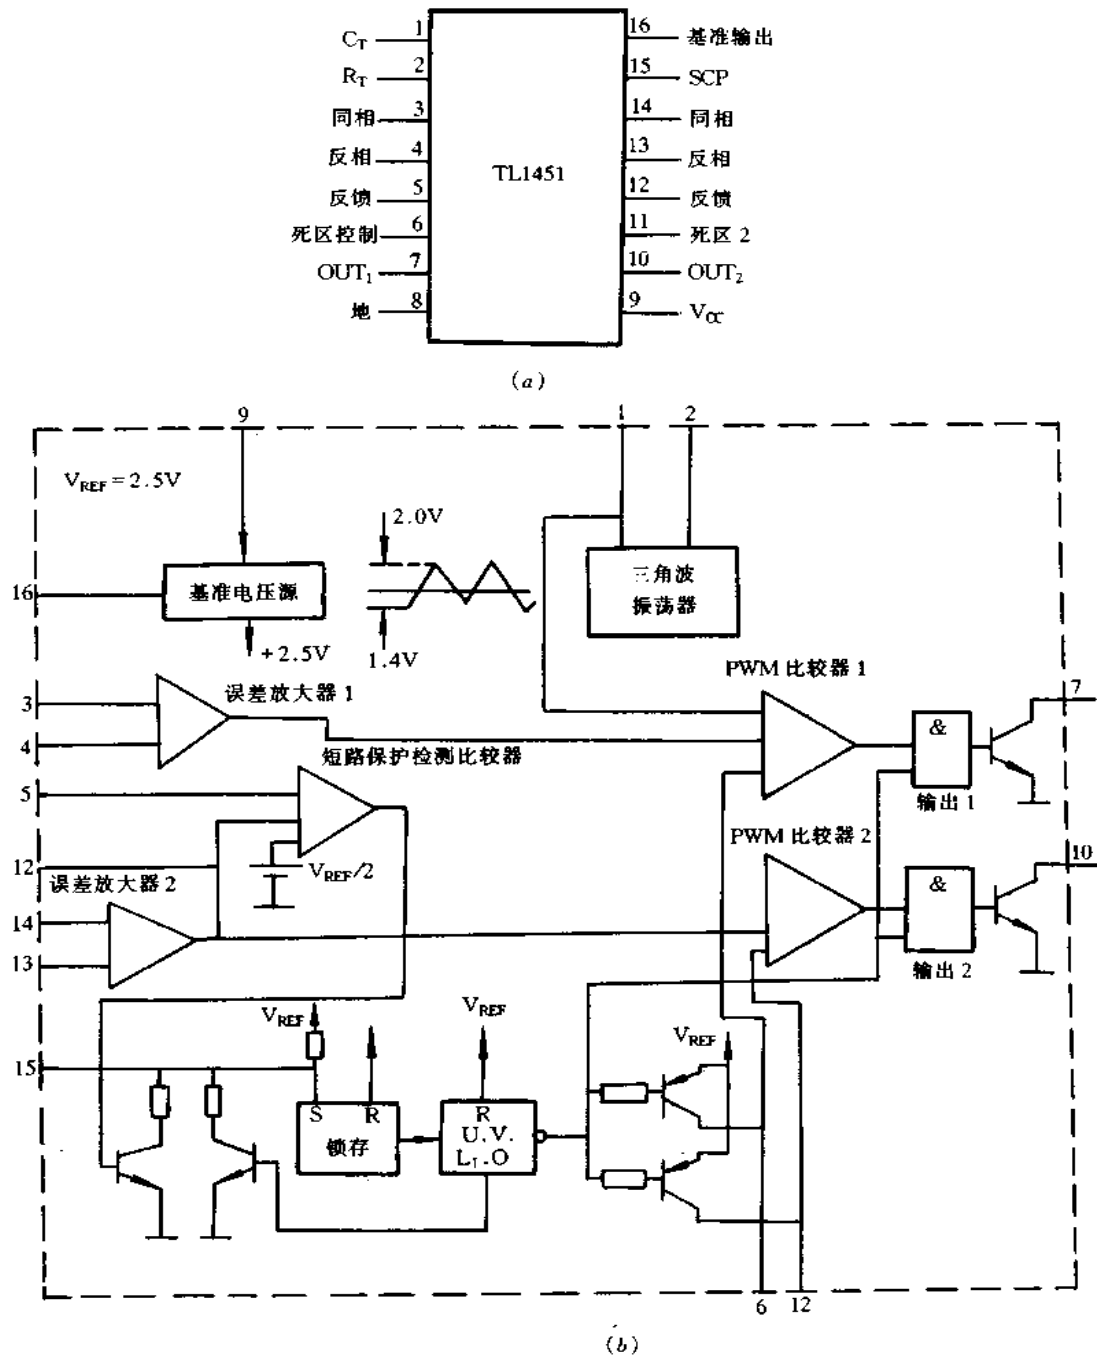 1
C_T
2
R_T
3
同相
4
反相
5
反馈
6
死区控制
7
OUT₁
8
地
TL1451
16
基准输出
15
SCP
14
同相
13
反相
12
反馈
11
死区 2
10
OUT₂
9
V_CC
(a)
9
2
V_REF = 2.5V
2.0V
三角波
振荡器
16
基准电压源
+2.5V
1.4V
PWM 比较器 1
3
误差放大器 1
7
4
短路保护检测比较器
&
5
输出 1
PWM 比较器 2
12
V_REF/2
10
误差放大器 2
&
14
13
输出 2
V_REF
V_REF
V_REF
15
S
R
锁存
R
U.V.
L.O
6
12
(b)